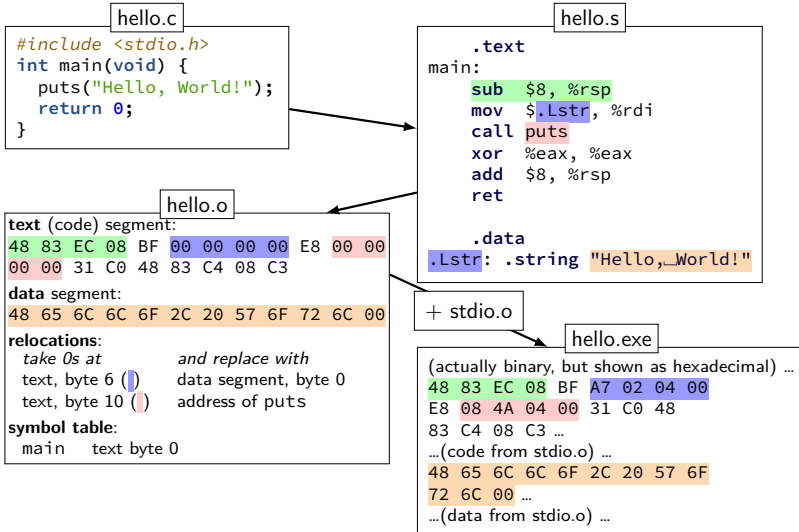 hello.c
#include <stdio.h>
int main(void) {
  puts("Hello, World!");
  return 0;
}
hello.s
    .text
main:
    sub  $8, %rsp
    mov  $.Lstr, %rdi
    call puts
    xor  %eax, %eax
    add  $8, %rsp
    ret
    .data
.Lstr: .string "Hello,␣World!"
hello.o
text (code) segment:
48 83 EC 08 BF 00 00 00 00 E8 00 00
00 00 31 C0 48 83 C4 08 C3
data segment:
48 65 6C 6C 6F 2C 20 57 6F 72 6C 00
relocations:
take 0s at and replace with
text, byte 6 ( ) data segment, byte 0
text, byte 10 ( ) address of puts
symbol table:
main text byte 0
+ stdio.o
hello.exe
(actually binary, but shown as hexadecimal) …
48 83 EC 08 BF A7 02 04 00
E8 08 4A 04 00 31 C0 48
83 C4 08 C3 …
…(code from stdio.o) …
48 65 6C 6C 6F 2C 20 57 6F
72 6C 00 …
…(data from stdio.o) …